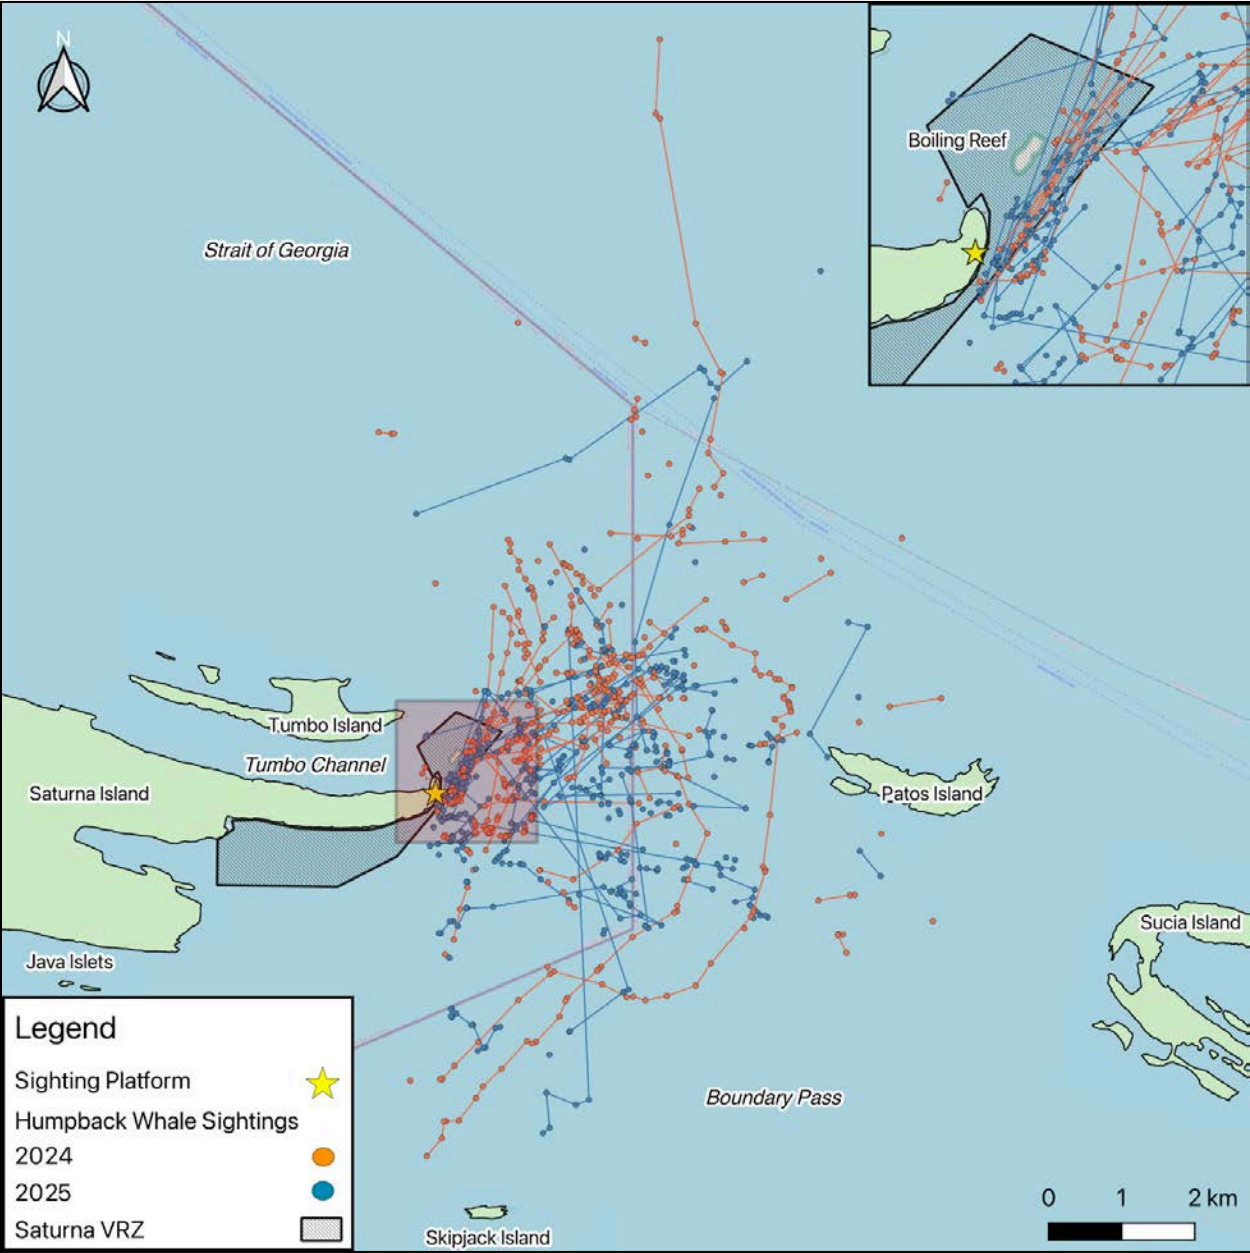 N
Boiling Reef
Strait of Georgia
Tumbo Island
Tumbo Channel
Saturna Island
Patos Island
Sucia Island
Java Islets
Legend
Sighting Platform
Humpback Whale Sightings
2024
2025
Saturna VRZ
Boundary Pass
0 1 2 km
Skipjack Island